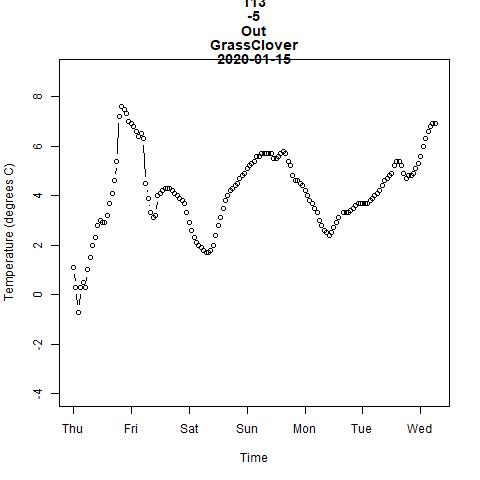 113
-5
Out
GrassClover
2020-01-15
Temperature (degrees C)
8
6
4
2
0
-2
-4
Thu Fri Sat Sun Mon Tue Wed
Time